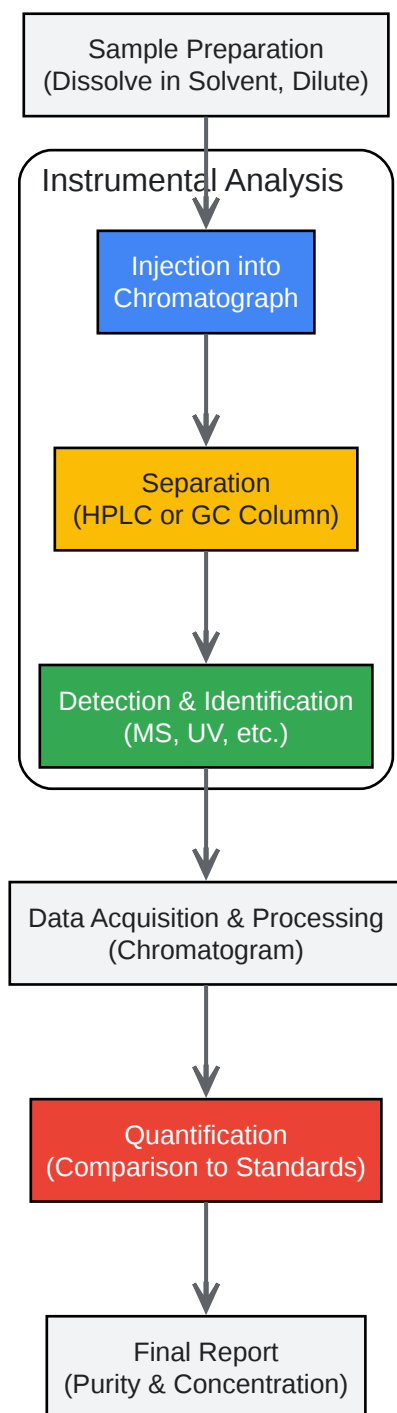 Sample Preparation
(Dissolve in Solvent, Dilute)
Instrumental Analysis
Injection into
Chromatograph
Separation
(HPLC or GC Column)
Detection & Identification
(MS, UV, etc.)
Data Acquisition & Processing
(Chromatogram)
Quantification
(Comparison to Standards)
Final Report
(Purity & Concentration)